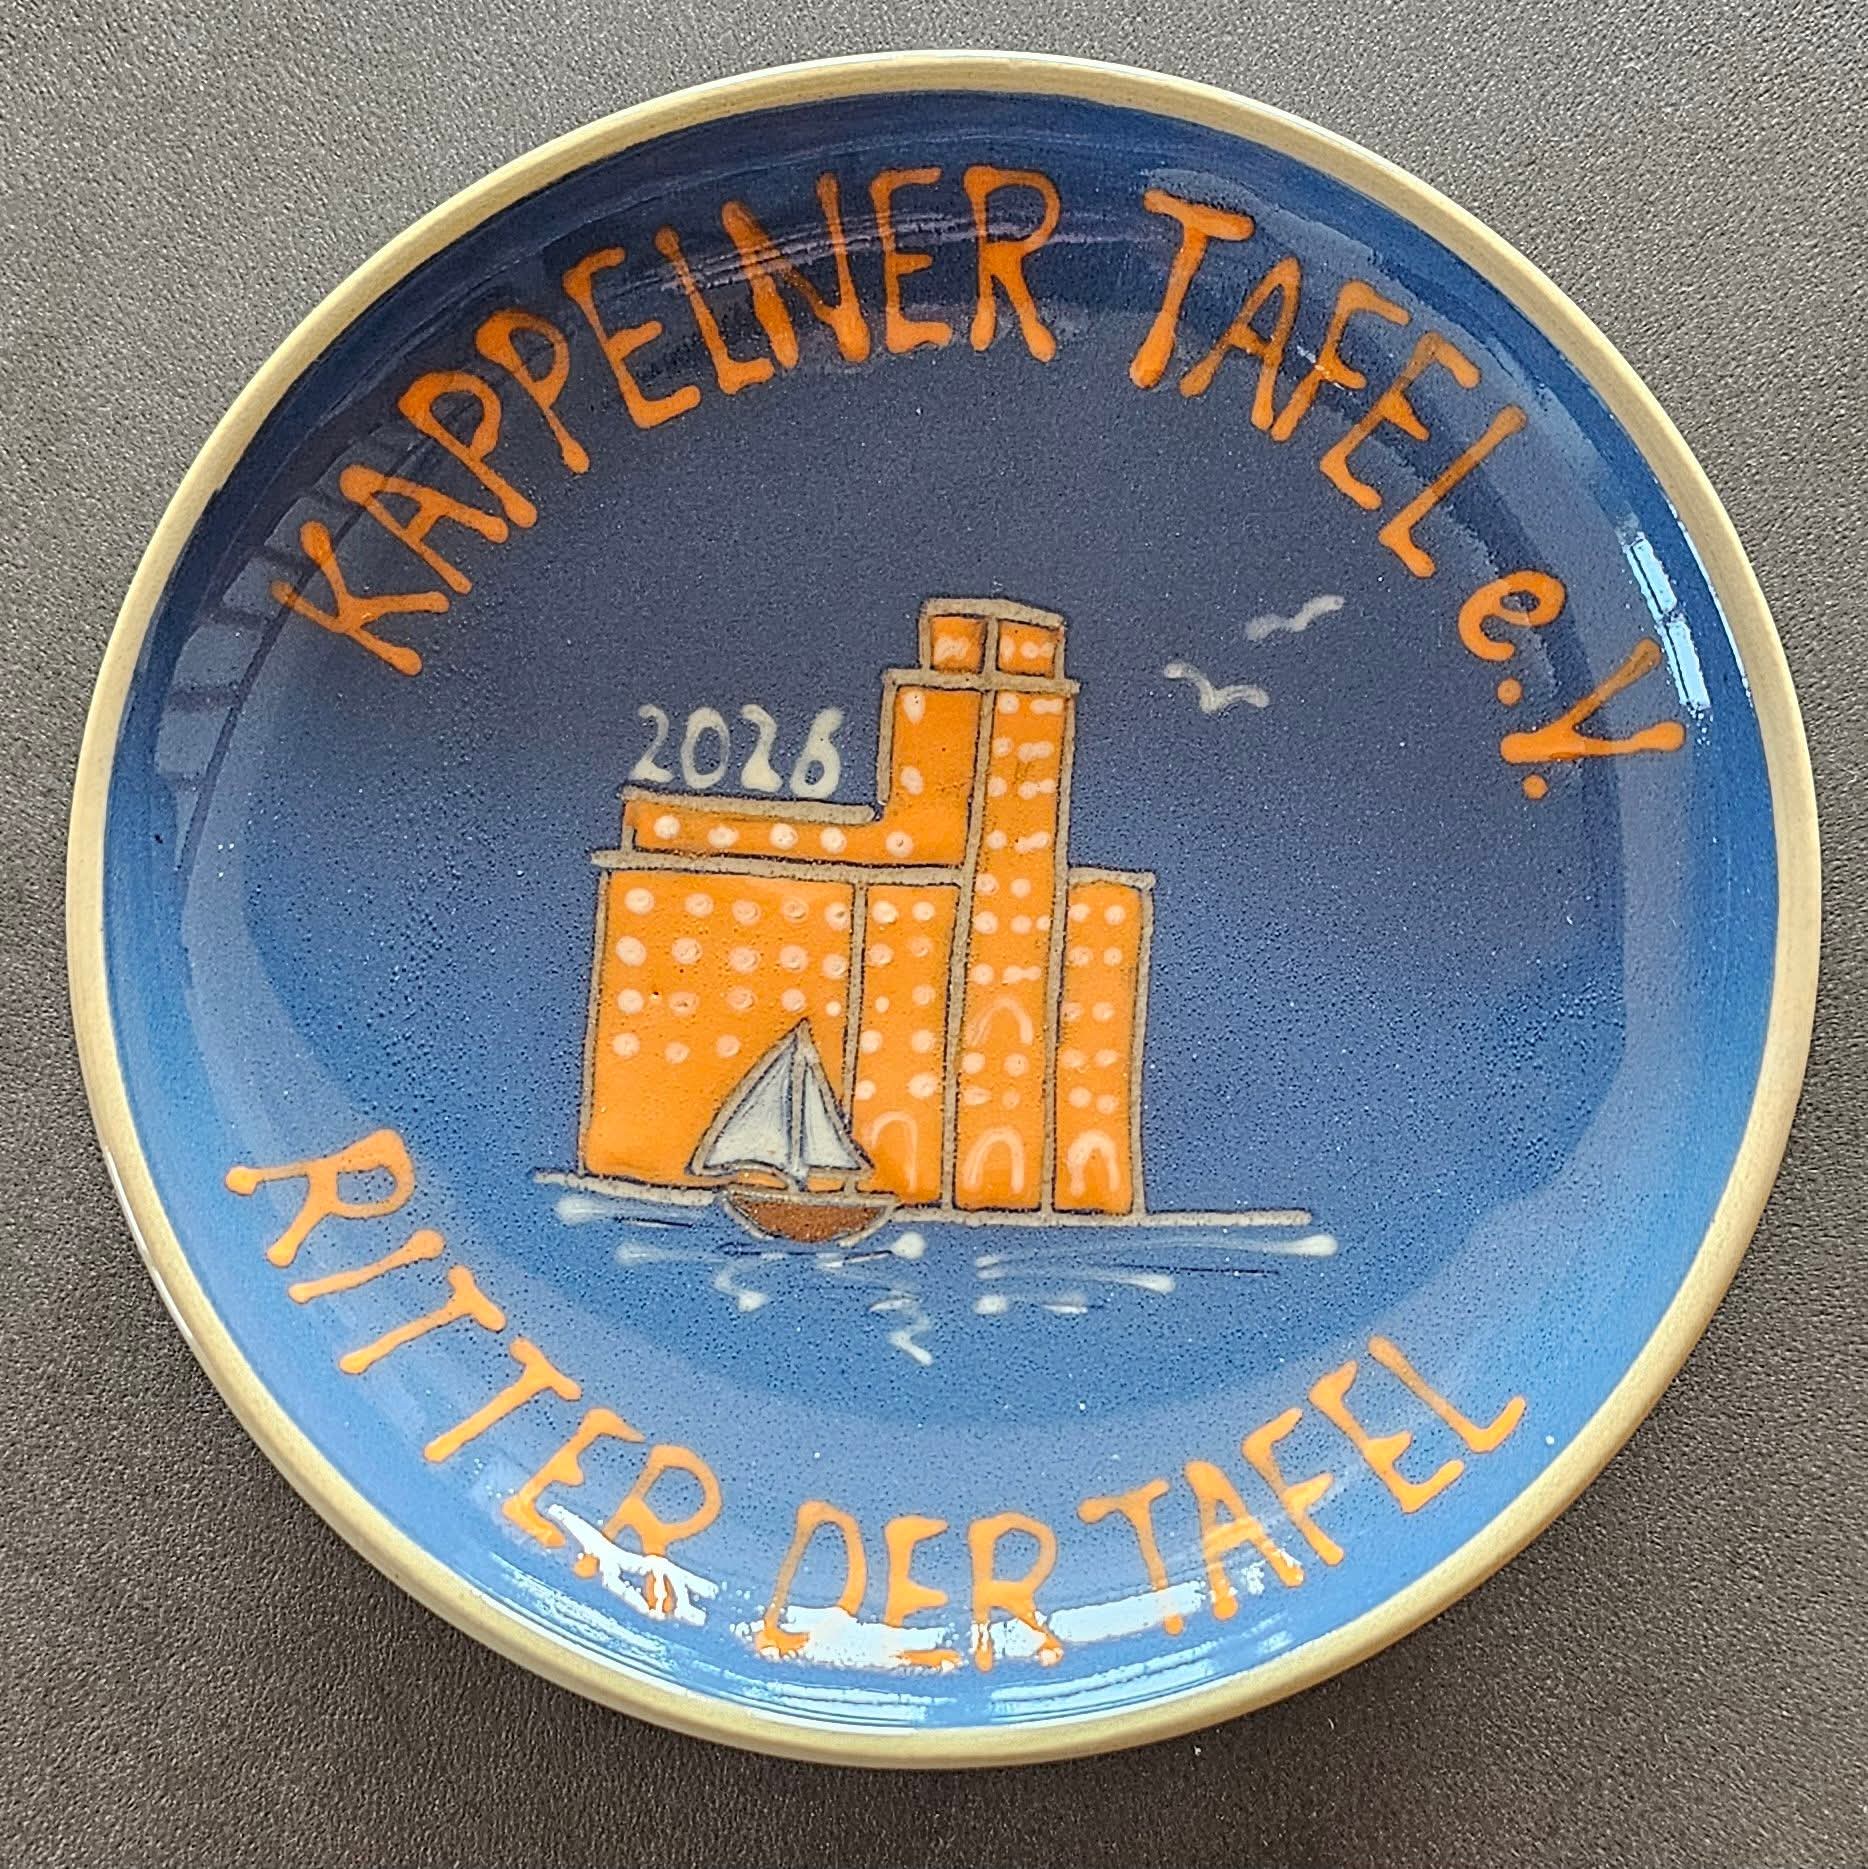 KAPPELNER TAFEL e.V.
2026
RITTER DER TAFEL